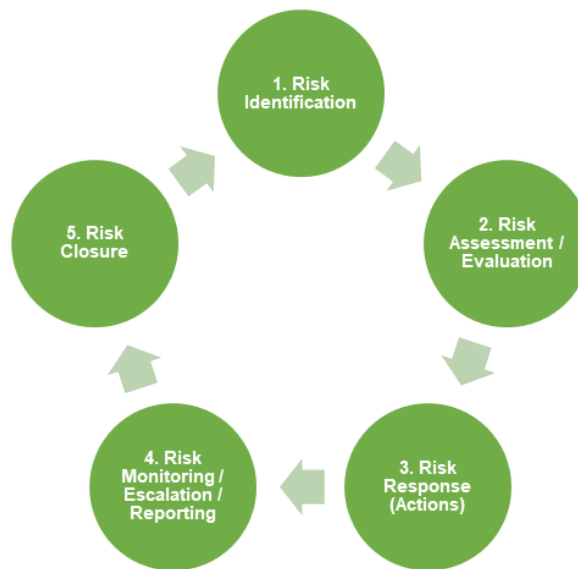 1. Risk
Identification
2. Risk
Assessment /
Evaluation
3. Risk
Response
(Actions)
4. Risk
Monitoring /
Escalation /
Reporting
5. Risk
Closure